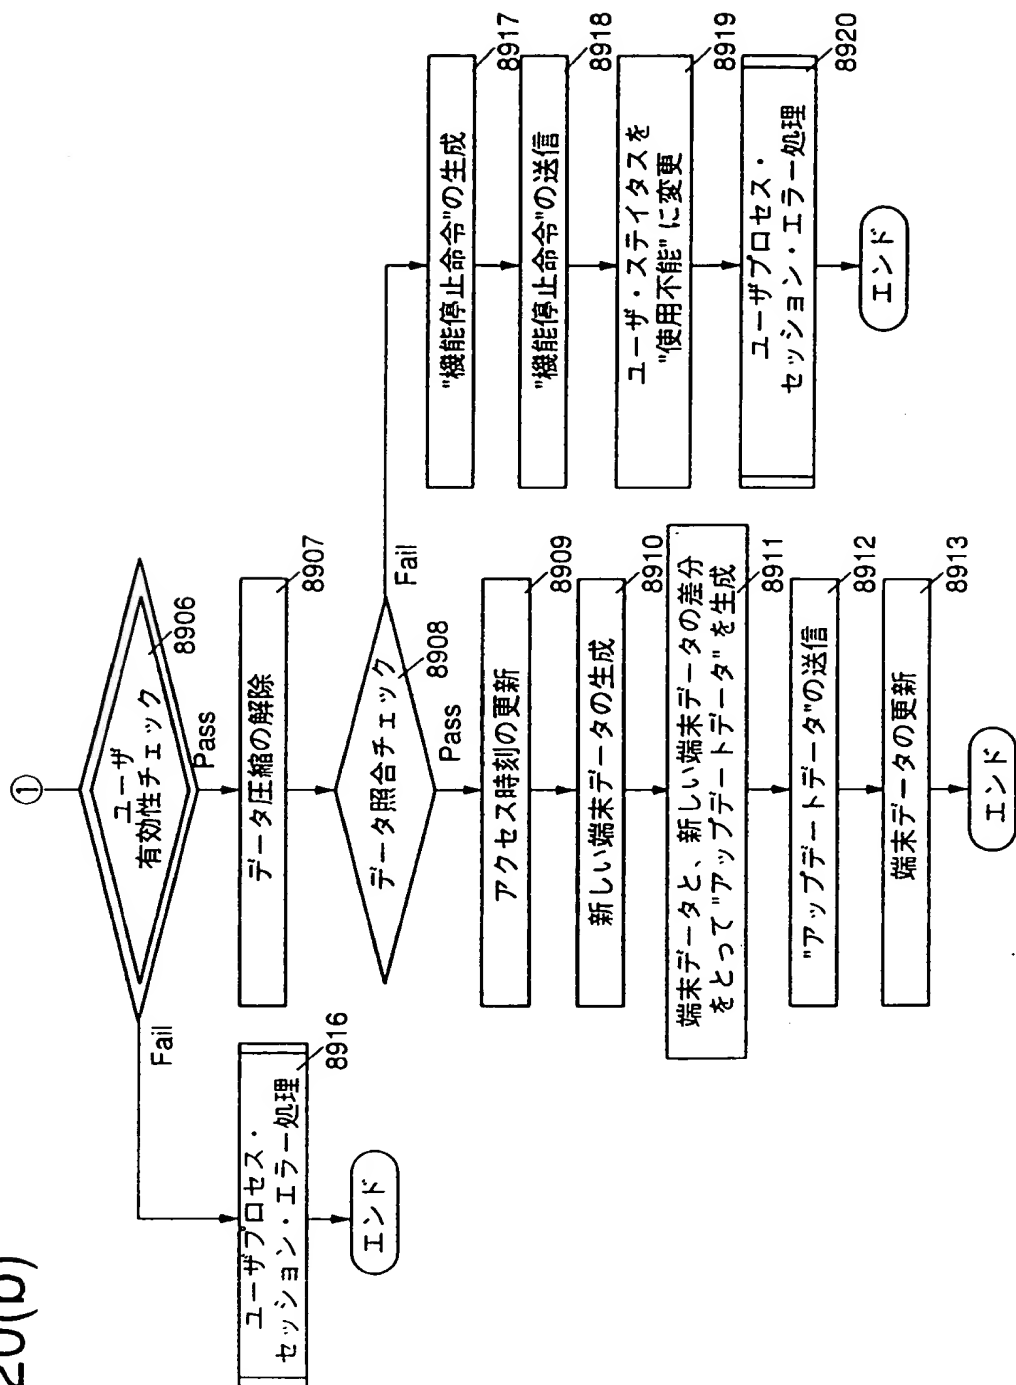 20(b)
①
ユーザ
有効性チェック
8906
Fail
Pass
ユーザプロセス・
セッション・エラー処理
8916
エンド
データ圧縮の解除
8907
データ照合チェック
8908
Fail
Pass
アクセス時刻の更新
8909
新しい端末データの生成
8910
端末データと、新しい端末データの差分
をとって"アップデートデータ"を生成
8911
"アップデートデータ"の送信
8912
端末データの更新
8913
エンド
"機能停止命令"の生成
8917
"機能停止命令"の送信
8918
ユーザ・ステイタスを
"使用不能"に変更
8919
ユーザプロセス・
セッション・エラー処理
8920
エンド